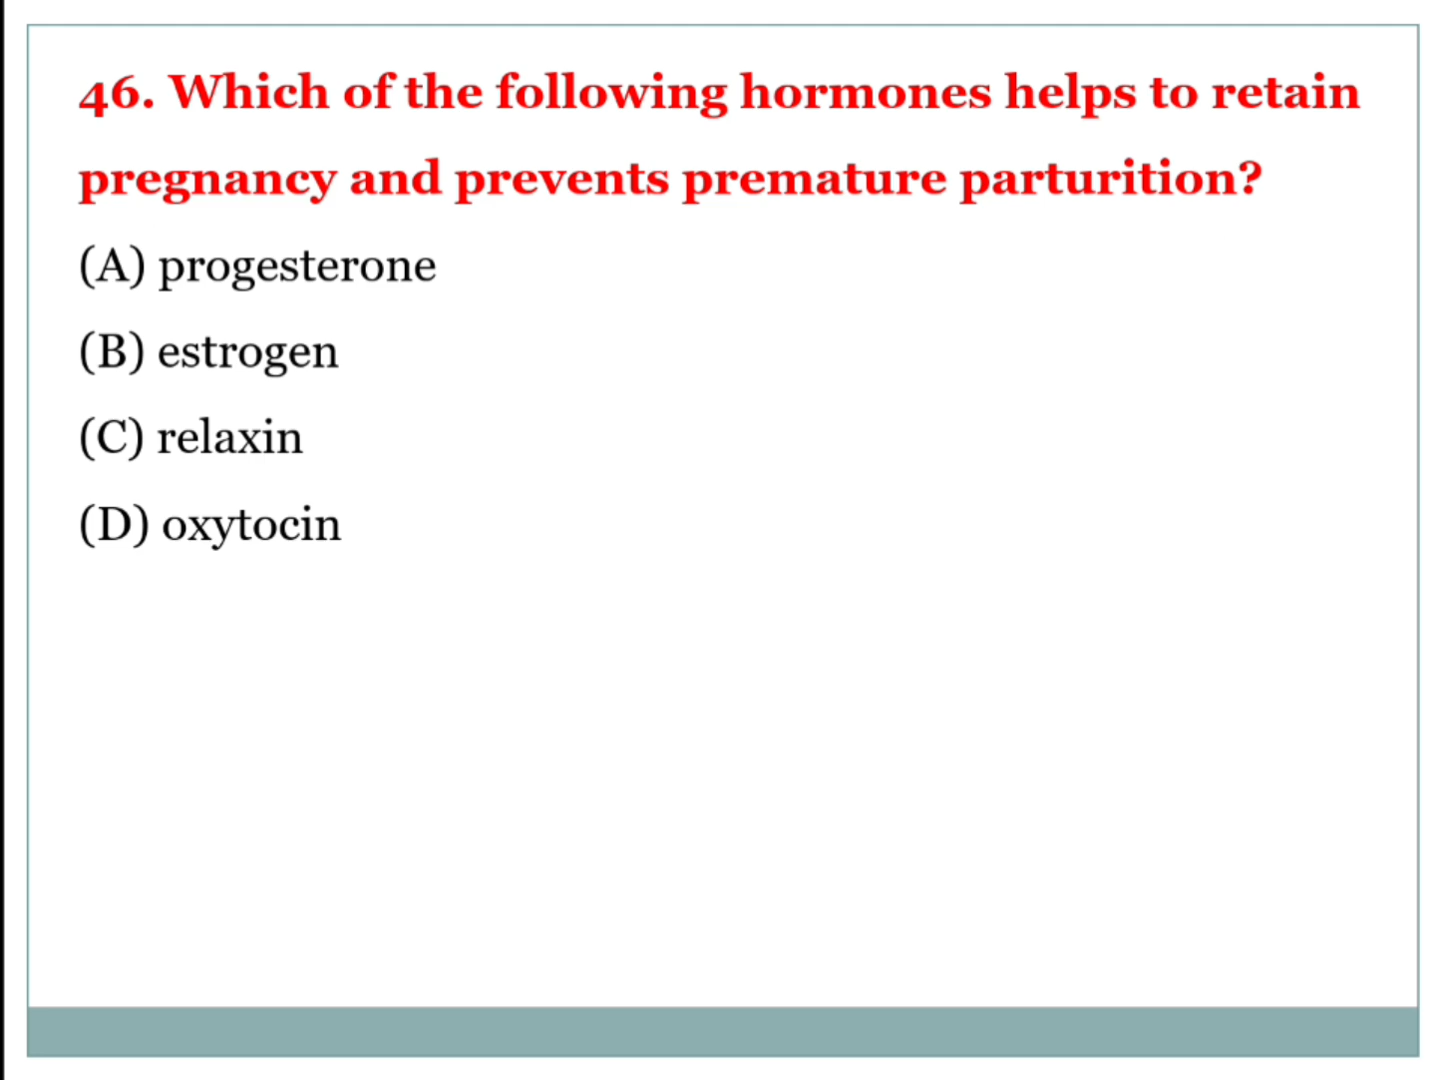 46. Which of the following hormones helps to retain
pregnancy and prevents premature parturition?
(A) progesterone
(B) estrogen
(C) relaxin
(D) oxytocin